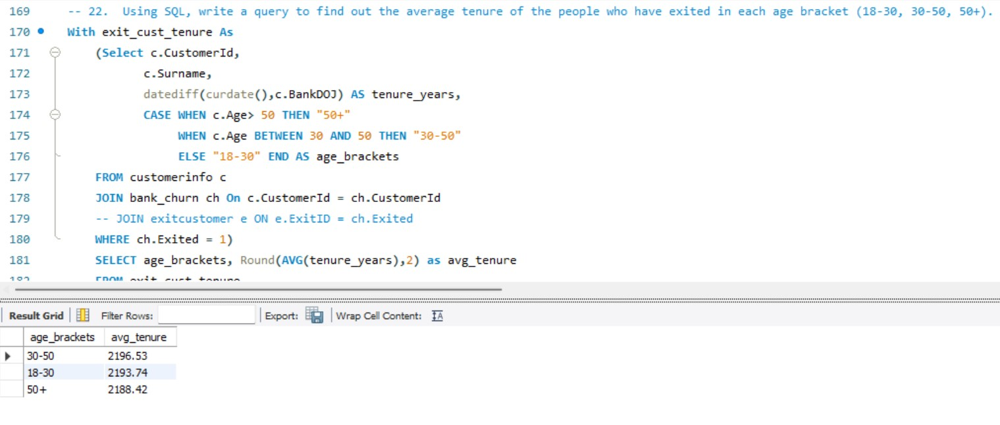 169 -- 22. Using SQL, write a query to find out the average tenure of the people who have exited in each age bracket (18-30, 30-50, 50+).
170 With exit_cust_tenure As
171 (Select c.CustomerId,
172 c.Surname,
173 datediff(curdate(),c.BankDOJ) AS tenure_years,
174 CASE WHEN c.Age> 50 THEN "50+"
175 WHEN c.Age BETWEEN 30 AND 50 THEN "30-50"
176 ELSE "18-30" END AS age_brackets
177 FROM customerinfo c
178 JOIN bank_churn ch On c.CustomerId = ch.CustomerId
179 -- JOIN exitcustomer e ON e.ExitID = ch.Exited
180 WHERE ch.Exited = 1)
181 SELECT age_brackets, Round(AVG(tenure_years),2) as avg_tenure
182 FROM exit_cust_tenure
Result Grid Filter Rows: Export: Wrap Cell Content:
age_brackets avg_tenure
30-50 2196.53
18-30 2193.74
50+ 2188.42